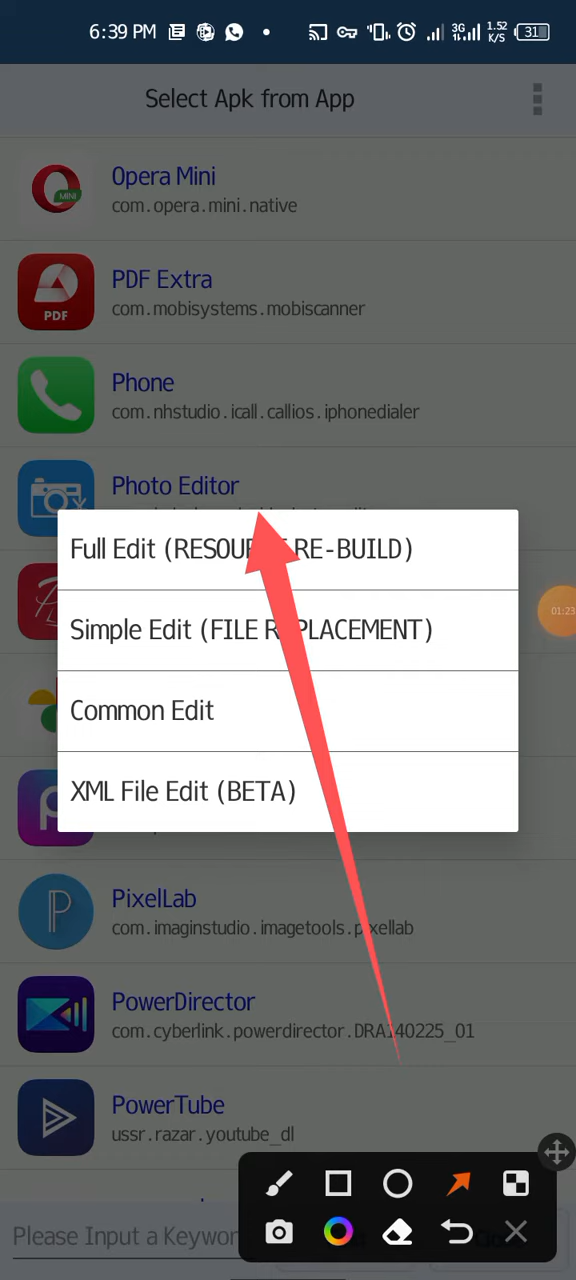 6:39 PM
3G
1.52 K/S
31
Select Apk from App
Opera Mini
MINI
com.opera.mini.native
PDF Extra
PDF
com.mobisystems.mobiscanner
Phone
com.nhstudio.icall.callios.iphonedialer
Photo Editor
Full Edit (RESOU RE-BUILD)
Simple Edit (FILE REPLACEMENT)
01:23
Common Edit
XML File Edit (BETA)
PixelLab
com.imaginstudio.imagetools.pixellab
PowerDirector
com.cyberlink.powerdirector.DRA140225_01
PowerTube
ussr.razar.youtube_dl
Please Input a Keywor